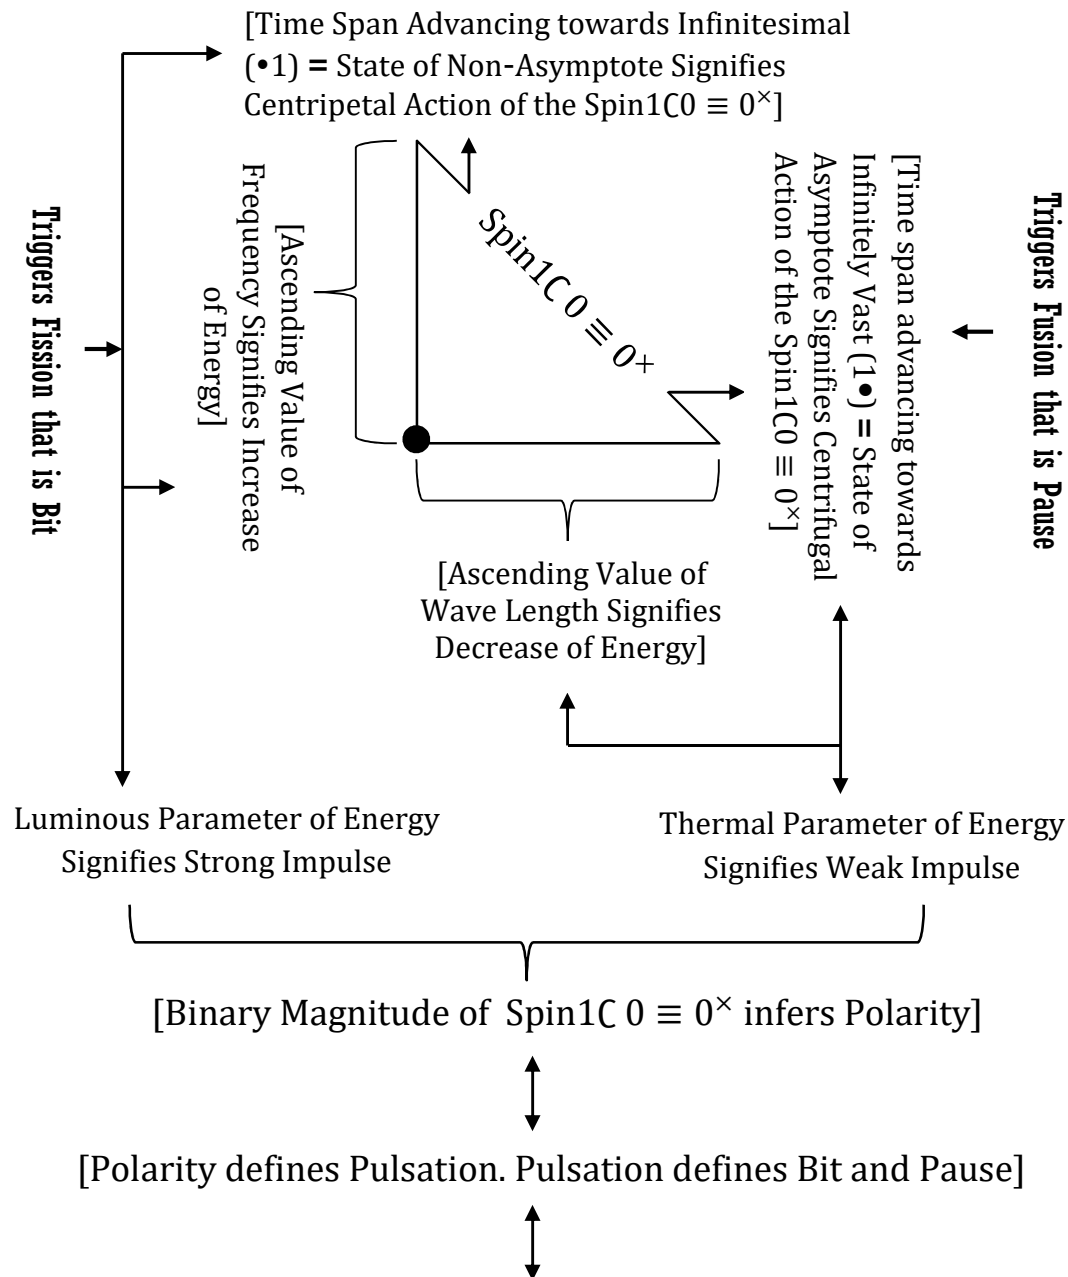 [Time Span Advancing towards Infinitesimal
(•1) = State of Non-Asymptote Signifies
Centripetal Action of the Spin1C0 ≡ 0×]
Triggers Fission that is Bit
[Ascending Value of
Frequency Signifies Increase
of Energy]
Spin1C 0 ≡ 0+
[Time span advancing towards
Infinitely Vast (1•) = State of
Asymptote Signifies Centrifugal
Action of the Spin1C0 ≡ 0×]
Triggers Fusion that is Pause
[Ascending Value of
Wave Length Signifies
Decrease of Energy]
Luminous Parameter of Energy
Signifies Strong Impulse
Thermal Parameter of Energy
Signifies Weak Impulse
[Binary Magnitude of Spin1C 0 ≡ 0× infers Polarity]
[Polarity defines Pulsation. Pulsation defines Bit and Pause]